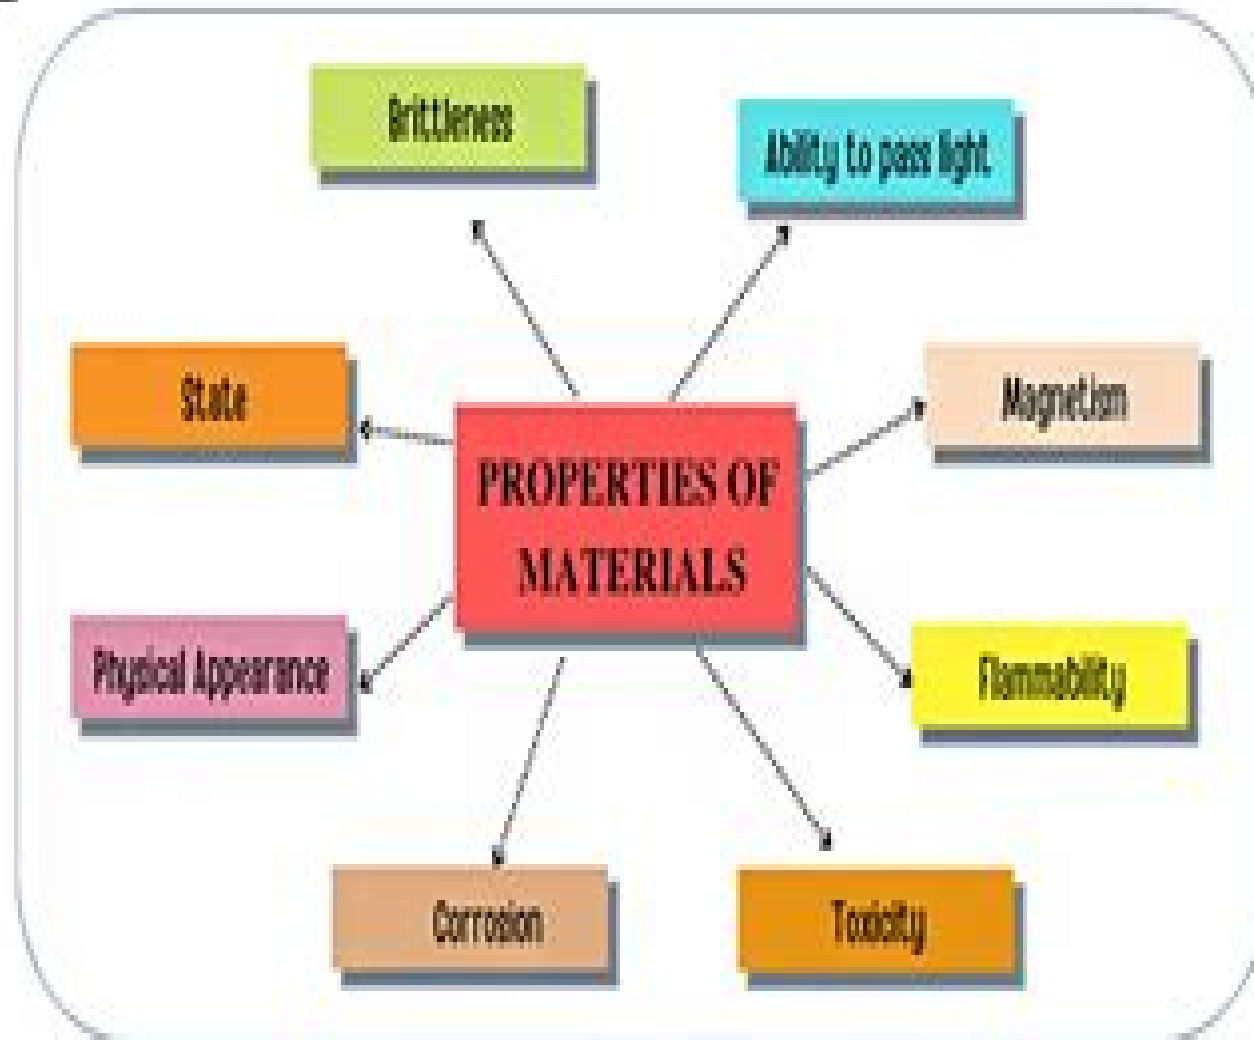 Brittleness
Ability to pass light
State
Magnetism
PROPERTIES OF
MATERIALS
Physical Appearance
Flammability
Corrosion
Toxicity